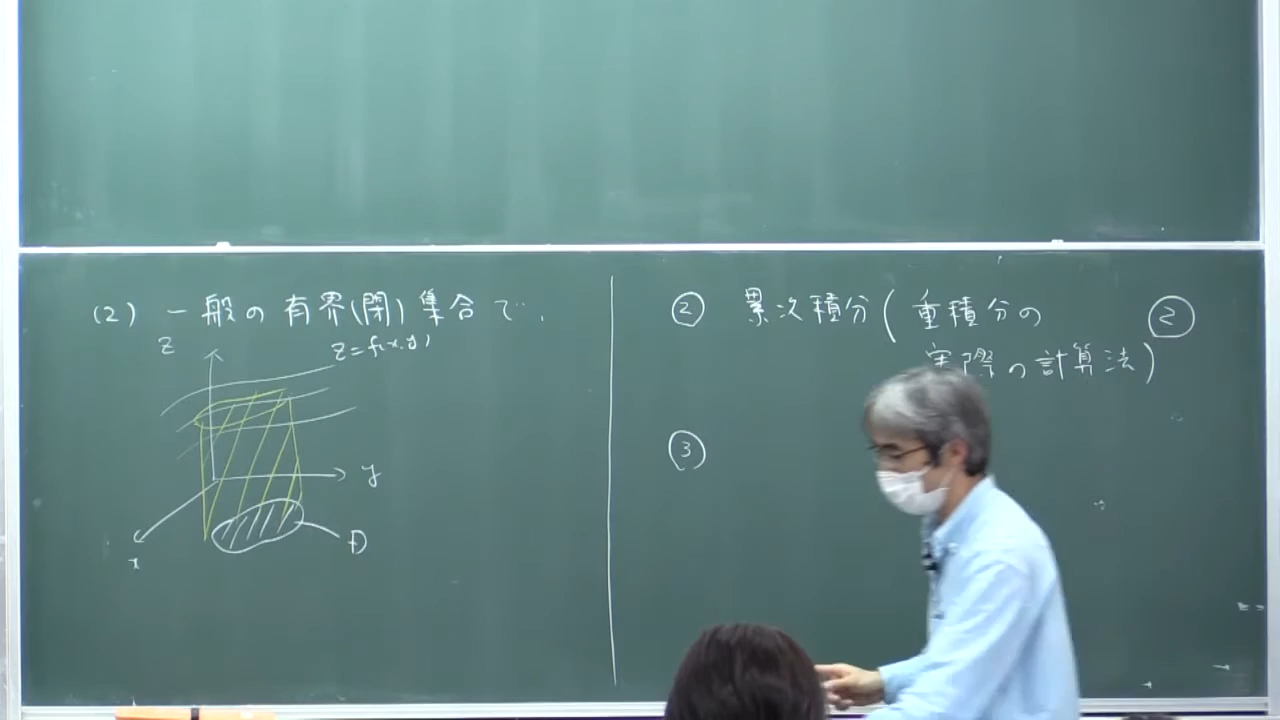 (2) 一般の有界(閉)集合で、
z
z=f(x,y)
y
x
D
② 累次積分(重積分の
実際の計算法)
②
③